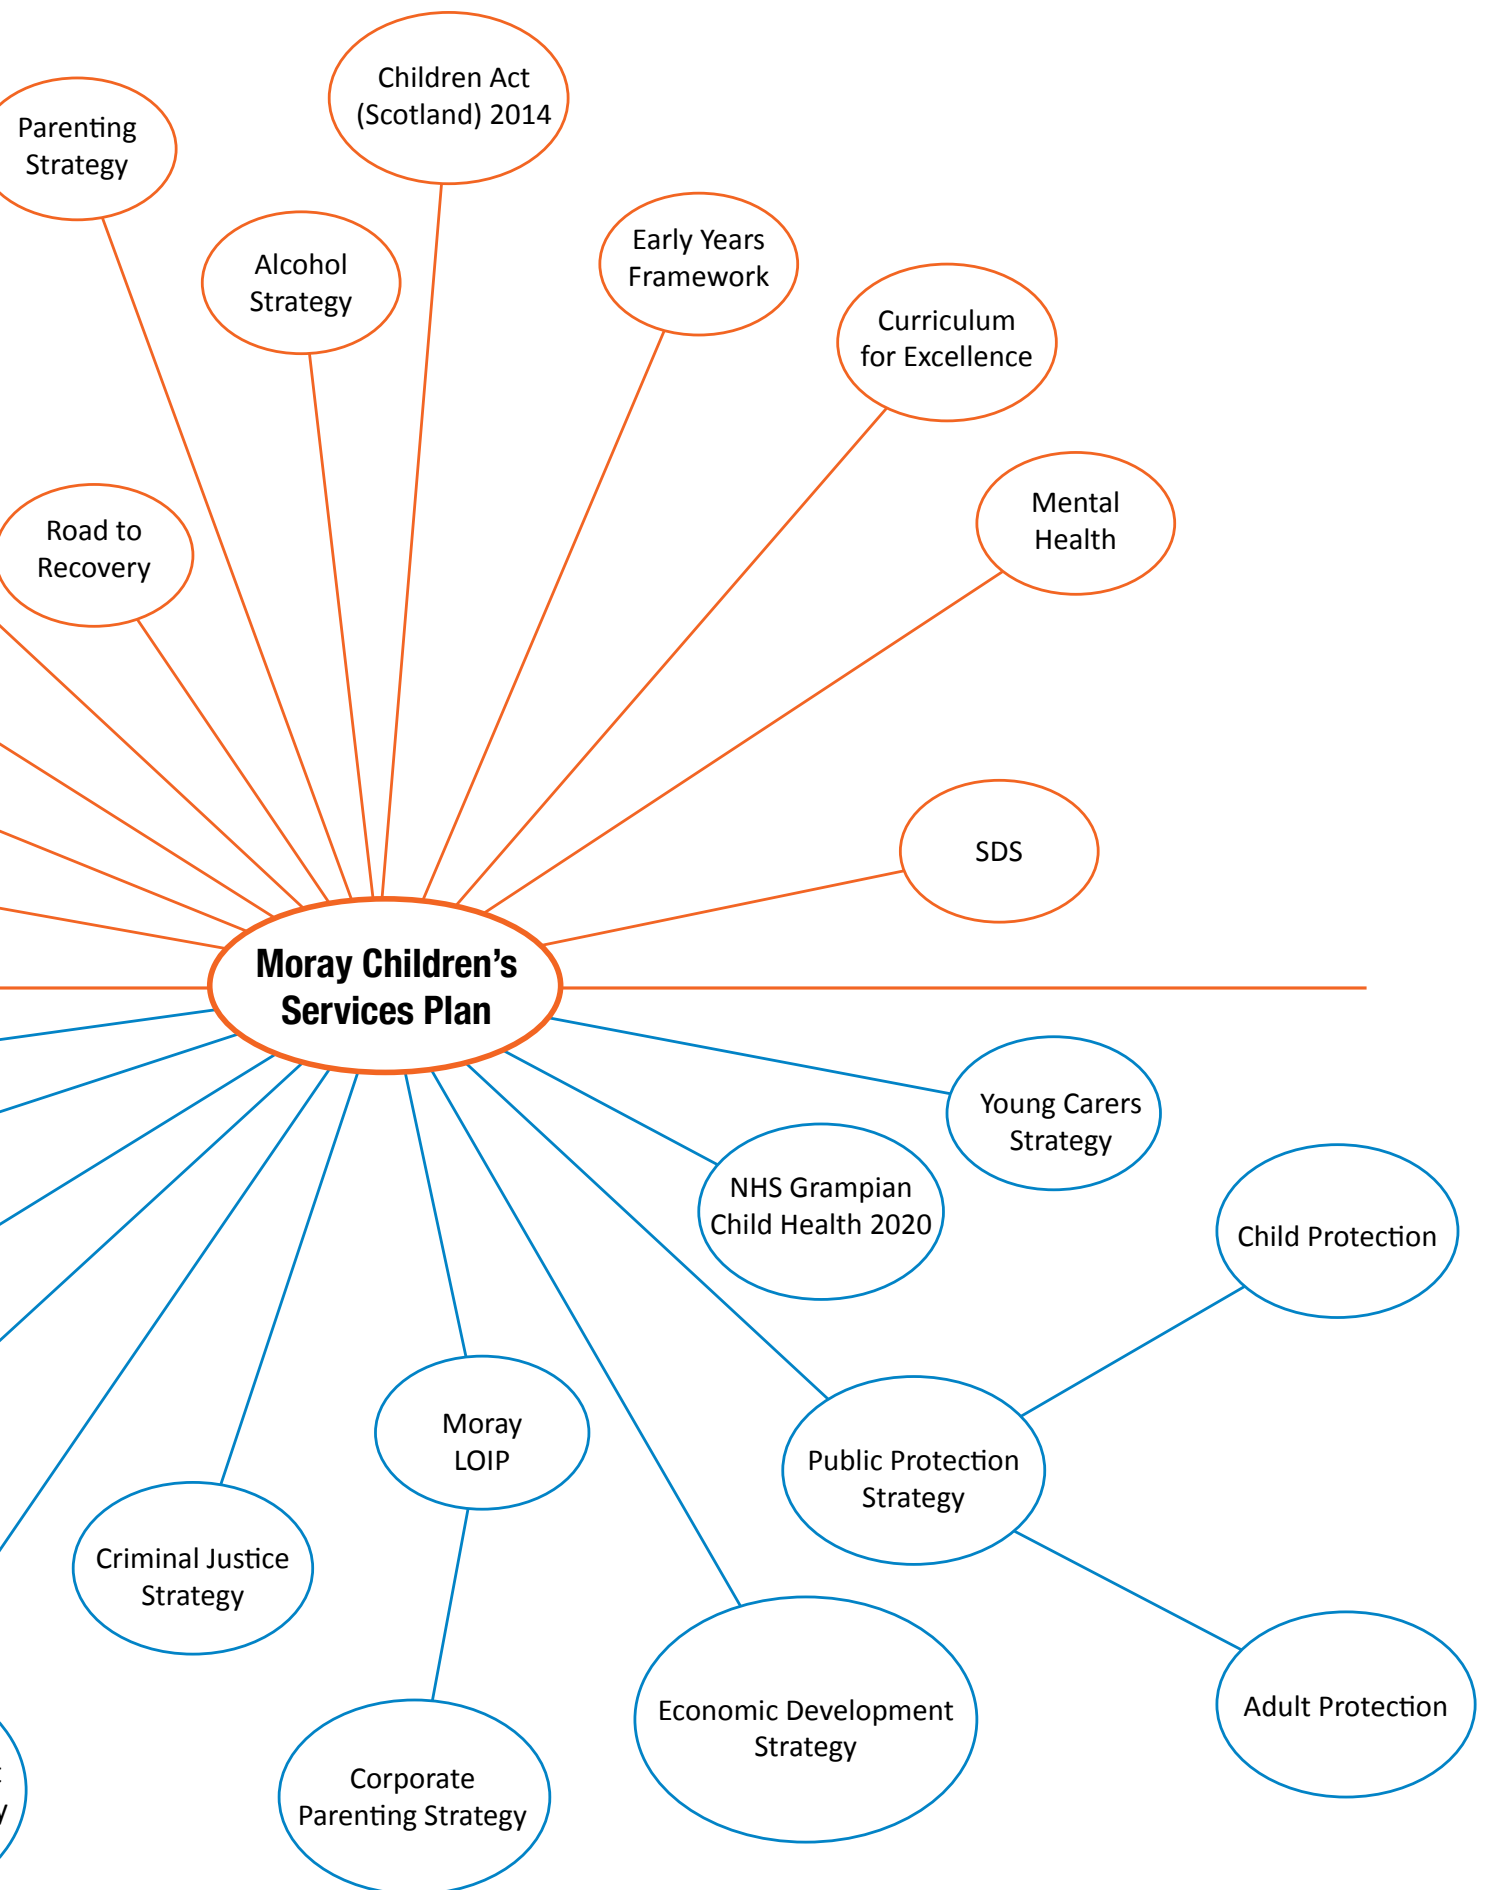 Children Act
(Scotland) 2014
Parenting
Strategy
Alcohol
Strategy
Early Years
Framework
Curriculum
for Excellence
Mental
Health
Road to
Recovery
SDS
Moray Children’s
Services Plan
Young Carers
Strategy
NHS Grampian
Child Health 2020
Child Protection
Moray
LOIP
Public Protection
Strategy
Criminal Justice
Strategy
Economic Development
Strategy
Adult Protection
Corporate
Parenting Strategy